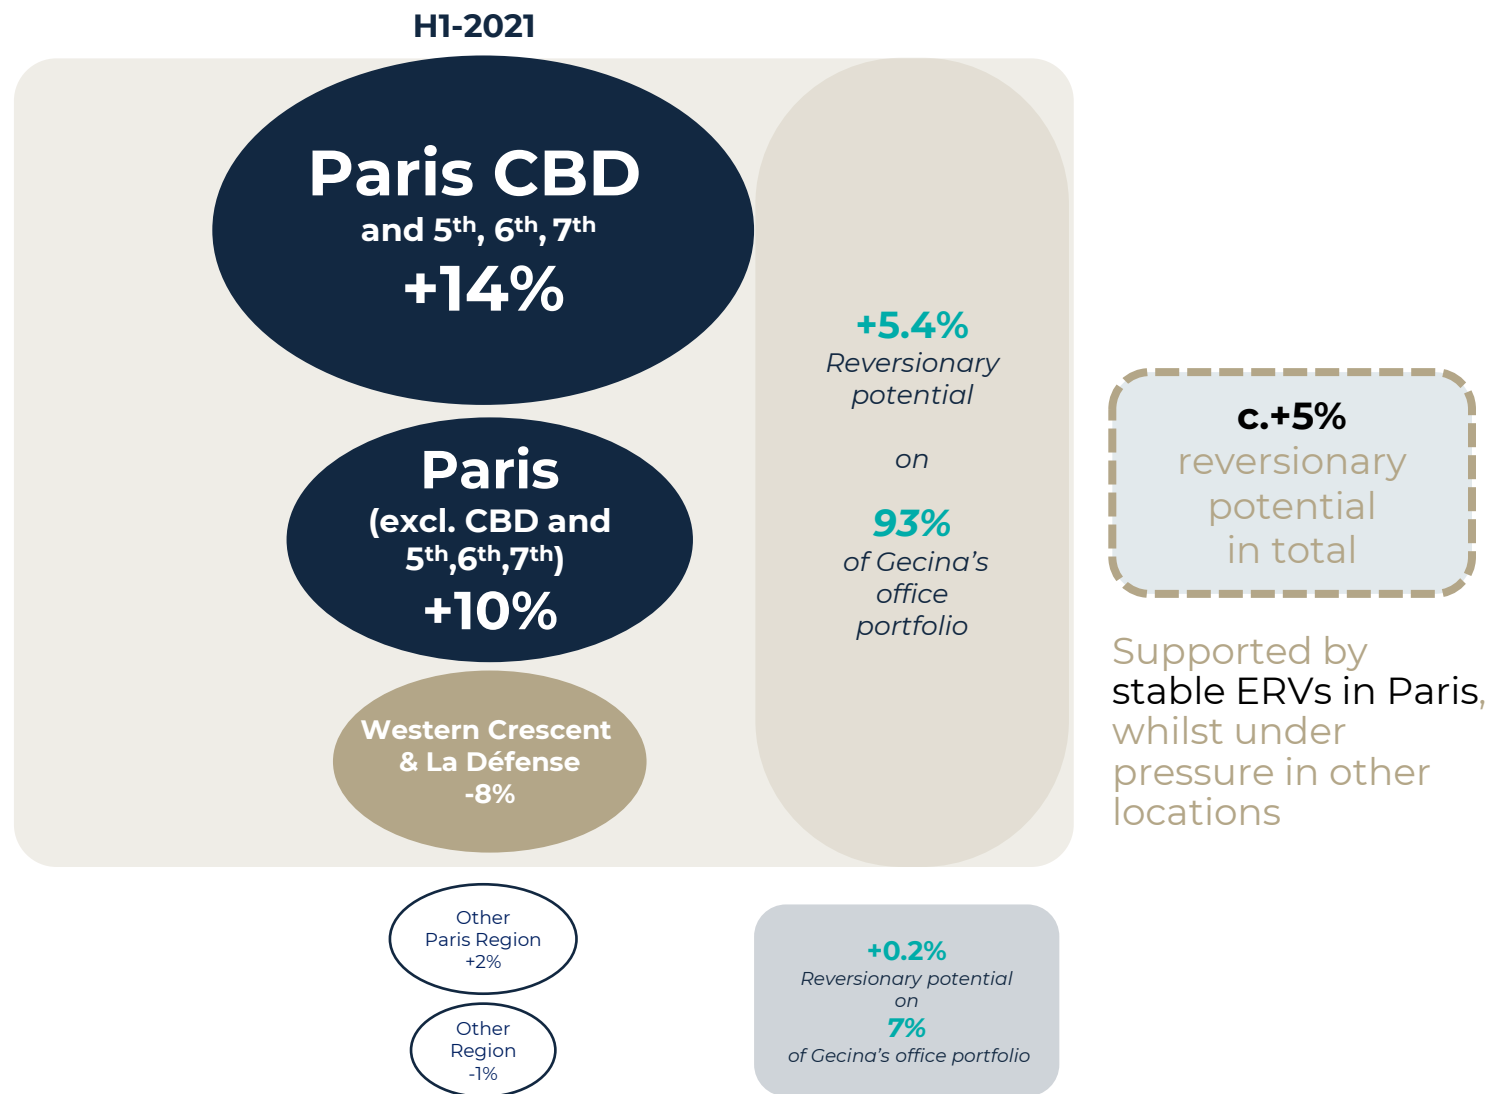 H1-2021
Paris CBD
and 5th, 6th, 7th
+14%
Paris
(excl. CBD and
5th,6th,7th)
+10%
Western Crescent
& La Défense
-8%
Other
Paris Region
+2%
Other
Region
-1%
+5.4%
Reversionary
potential
on
93%
of Gecina’s
office
portfolio
+0.2%
Reversionary potential
on
7%
of Gecina’s office portfolio
c.+5%
reversionary
potential
in total
Supported by
stable ERVs in Paris,
whilst under
pressure in other
locations